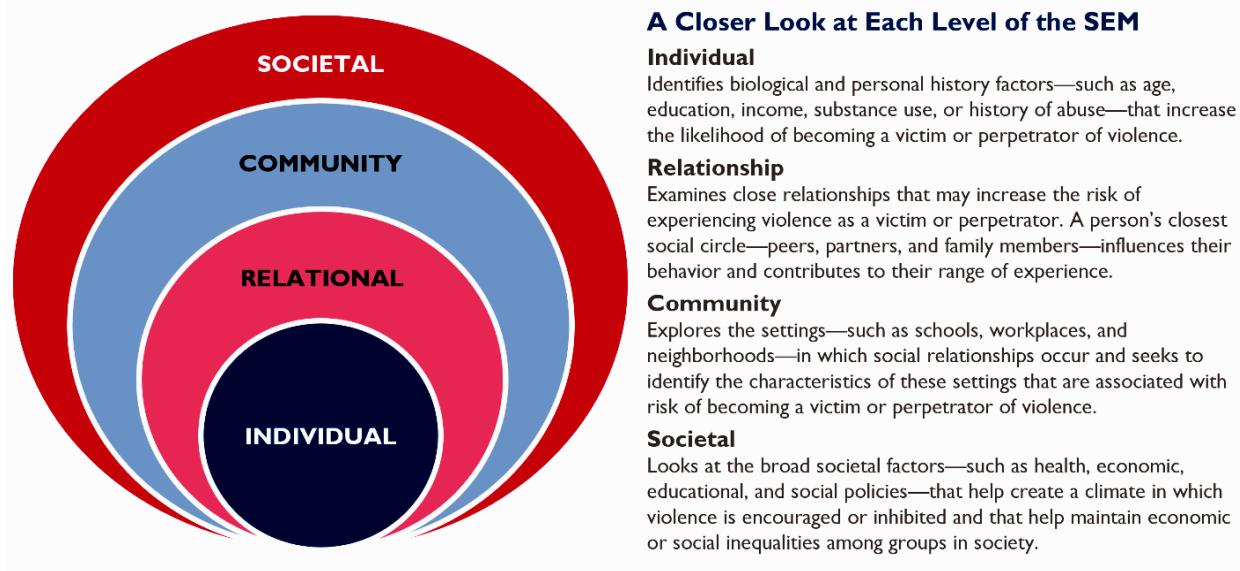 SOCIETAL
COMMUNITY
RELATIONAL
INDIVIDUAL
A Closer Look at Each Level of the SEM
Individual
Identifies biological and personal history factors—such as age,
education, income, substance use, or history of abuse—that increase
the likelihood of becoming a victim or perpetrator of violence.
Relationship
Examines close relationships that may increase the risk of
experiencing violence as a victim or perpetrator. A person’s closest
social circle—peers, partners, and family members—influences their
behavior and contributes to their range of experience.
Community
Explores the settings—such as schools, workplaces, and
neighborhoods—in which social relationships occur and seeks to
identify the characteristics of these settings that are associated with
risk of becoming a victim or perpetrator of violence.
Societal
Looks at the broad societal factors—such as health, economic,
educational, and social policies—that help create a climate in which
violence is encouraged or inhibited and that help maintain economic
or social inequalities among groups in society.